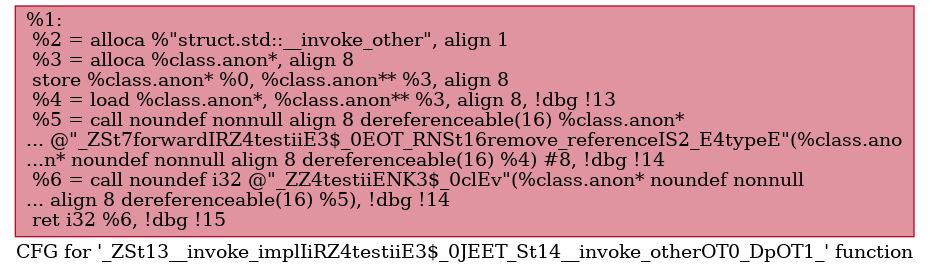 %1:
%2 = alloca %"struct.std::__invoke_other", align 1
%3 = alloca %class.anon*, align 8
store %class.anon* %0, %class.anon** %3, align 8
%4 = load %class.anon*, %class.anon** %3, align 8, !dbg !13
%5 = call noundef nonnull align 8 dereferenceable(16) %class.anon*
... @"_ZSt7forwardIRZ4testiiE3$_0EOT_RNSt16remove_referenceIS2_E4typeE"(%class.ano
...n* noundef nonnull align 8 dereferenceable(16) %4) #8, !dbg !14
%6 = call noundef i32 @"_ZZ4testiiENK3$_0clEv"(%class.anon* noundef nonnull
... align 8 dereferenceable(16) %5), !dbg !14
ret i32 %6, !dbg !15
CFG for '_ZSt13__invoke_implIiRZ4testiiE3$_0JEET_St14__invoke_otherOT0_DpOT1_' function